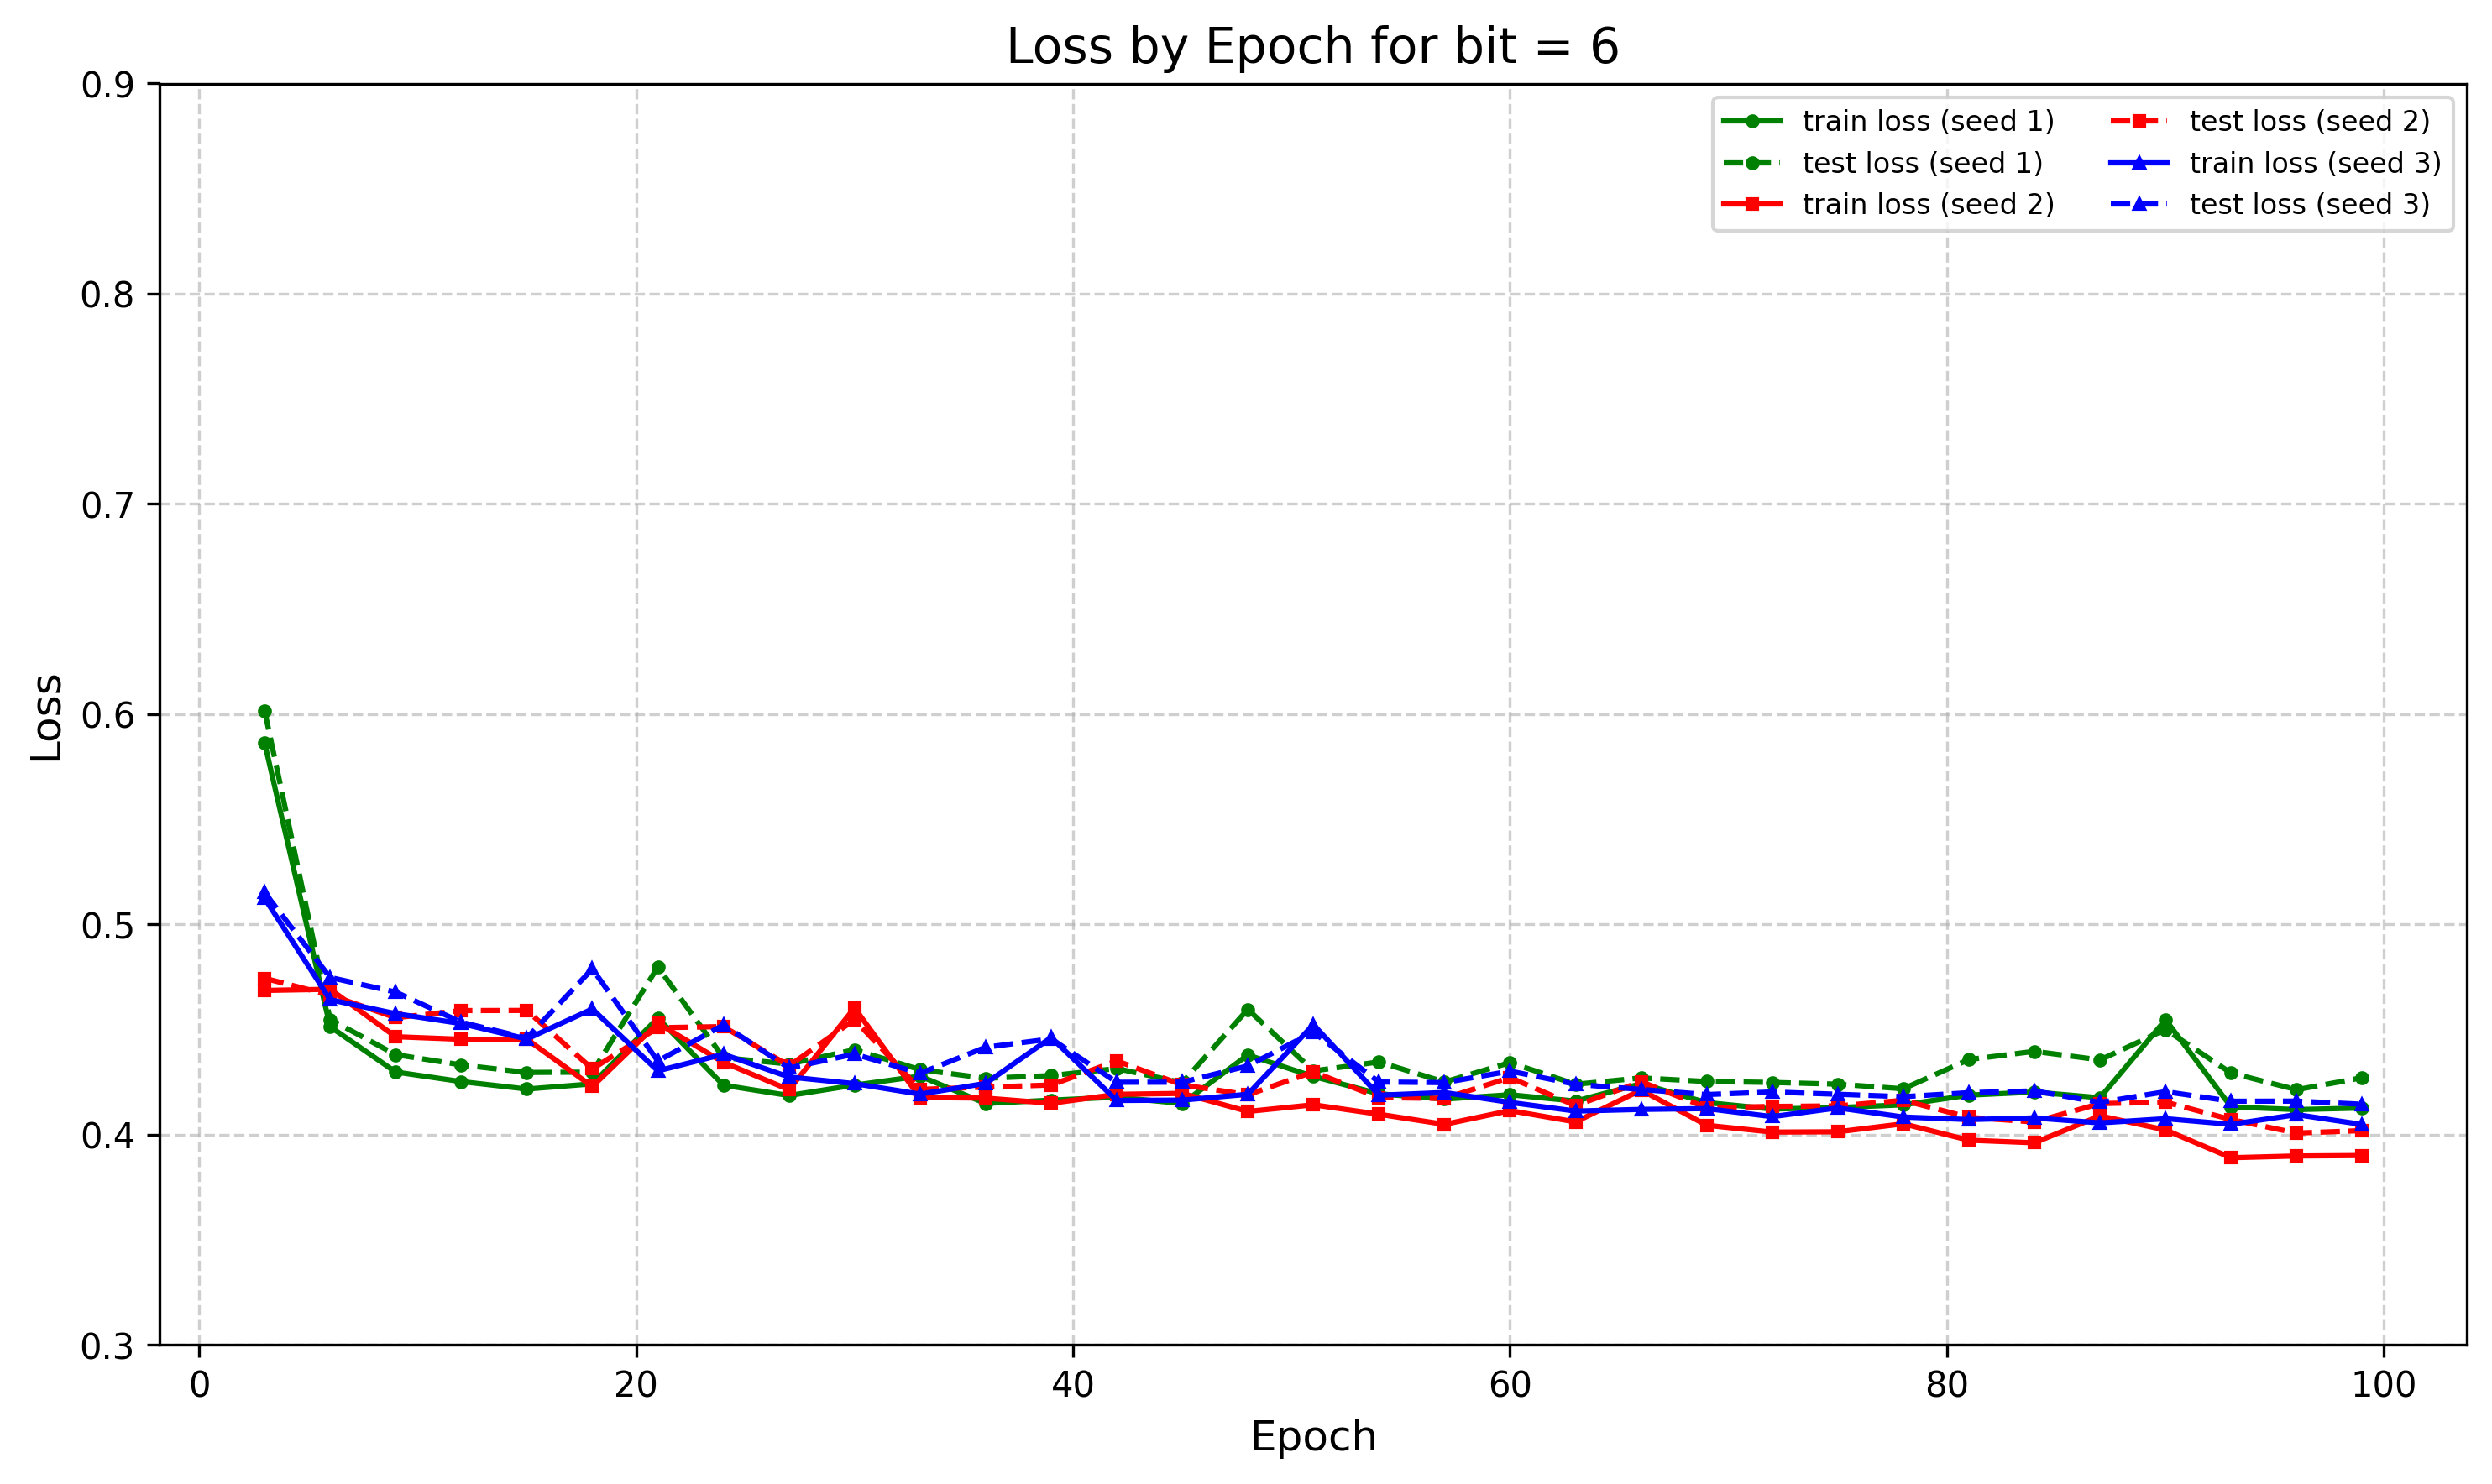 Loss by Epoch for bit = 6
0.9
0.8
0.7
0.6
0.5
0.4
0.3
Loss
train loss (seed 1)
test loss (seed 1)
train loss (seed 2)
test loss (seed 2)
train loss (seed 3)
test loss (seed 3)
0 20 40 60 80 100
Epoch